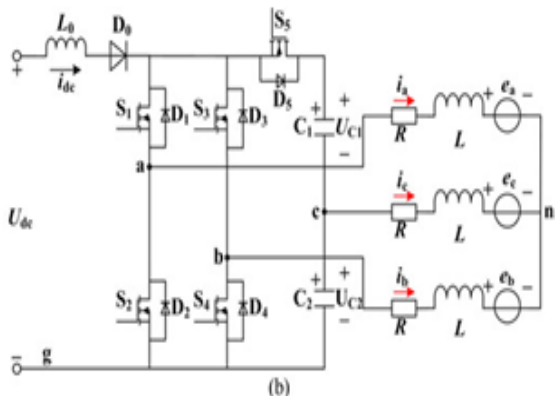 L₀ D₀ S₅
+ i_dc D₅
S₁ D₁ S₃ D₃ C₁ + + U_C1 − i_a R + L e_a −
a
U_dc c i_c R + L e_c − n
b
S₂ D₂ S₄ D₄ C₂ + + U_C2 − i_b R + L e_b −
− g
(b)